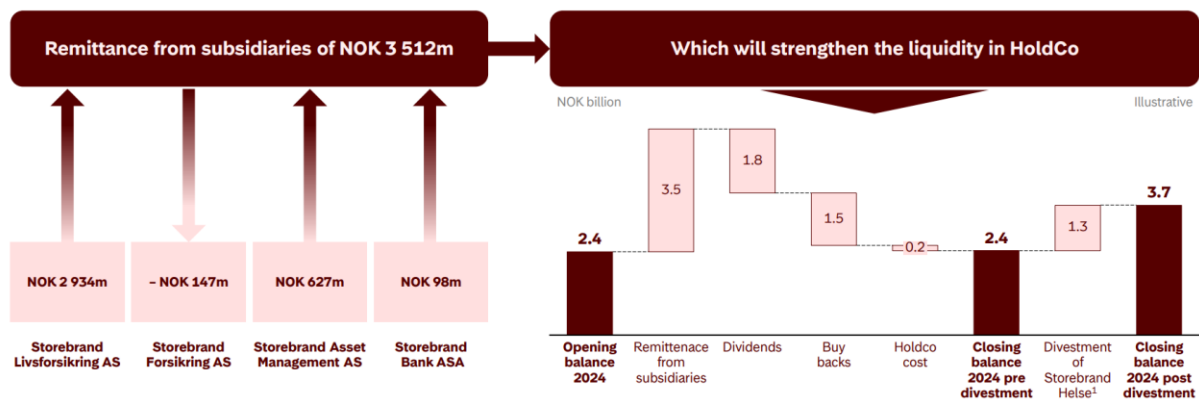 Remittance from subsidiaries of NOK 3 512m
NOK 2 934m
– NOK 147m
NOK 627m
NOK 98m
Storebrand
Livsforsikring AS
Storebrand
Forsikring AS
Storebrand Asset
Management AS
Storebrand
Bank ASA
Which will strengthen the liquidity in HoldCo
NOK billion
Illustrative
2.4
3.5
1.8
1.5
0.2
2.4
1.3
3.7
Opening
balance
2024
Remittenace
from
subsidiaries
Dividends
Buy
backs
Holdco
cost
Closing
balance
2024 pre
divestment
Divestment
of
Storebrand
Helse¹
Closing
balance
2024 post
divestment